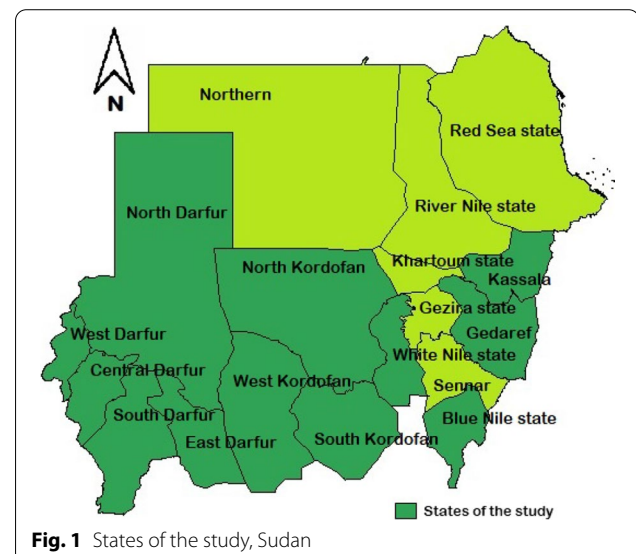 N
Northern
Red Sea state
North Darfur
River Nile state
North Kordofan
Khartoum state
Kassala
Gezira state
West Darfur
Gedaref
White Nile state
Central Darfur
West Kordofan
Sennar
South Darfur
Blue Nile state
East Darfur
South Kordofan
States of the study
Fig. 1 States of the study, Sudan